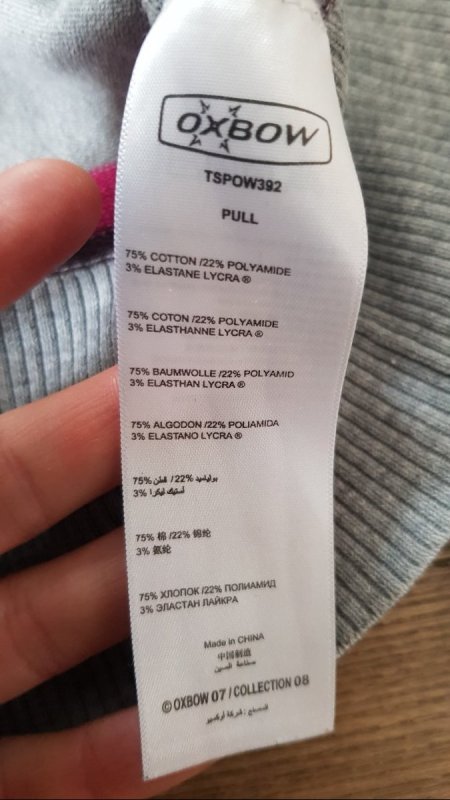 OXBOW
TSPOW392
PULL
75% COTTON /22% POLYAMIDE
3% ELASTANE LYCRA ®
75% COTON /22% POLYAMIDE
3% ELASTHANNE LYCRA ®
75% BAUMWOLLE /22% POLYAMID
3% ELASTHAN LYCRA ®
75% ALGODON /22% POLIAMIDA
3% ELASTANO LYCRA ®
75% قطن / 22% بولياميد
3% أستيك ليكرا
75% 棉 /22% 锦纶
3% 氨纶
75% ХЛОПОК /22% ПОЛИАМИД
3% ЭЛАСТАН ЛАЙКРА
Made in CHINA
中国制造
صناعة الصين
© OXBOW 07 / COLLECTION 08